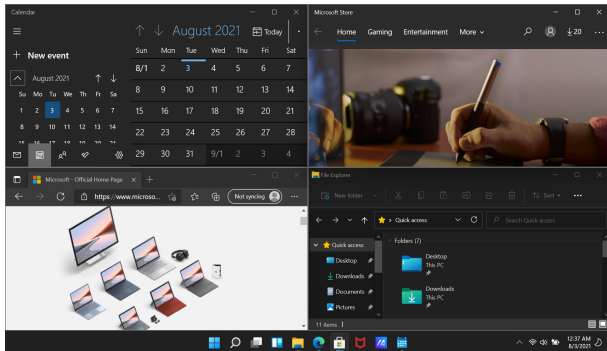 Calendar
August 2021
Today
New event
August 2021
Su Mo Tu We Th Fr Sa
1 2 3 4 5 6 7
8 9 10 11 12 13 14
Sun Mon Tue Wed Thu Fri Sat
8/1 2 3 4 5 6 7
8 9 10 11 12 13 14
15 16 17 18 19 20 21
22 23 24 25 26 27 28
29 30 31 9/1 2 3 4
Microsoft Store
Home Gaming Entertainment More
20
Microsoft - Official Home Page
https://www.microso...
Not syncing
File Explorer
New folder
Sort
Quick access
Search Quick access
Quick access
Desktop
Downloads
Documents
Pictures
Folders (7)
Desktop
This PC
Downloads
This PC
11 items
12:37 AM
8/3/2021